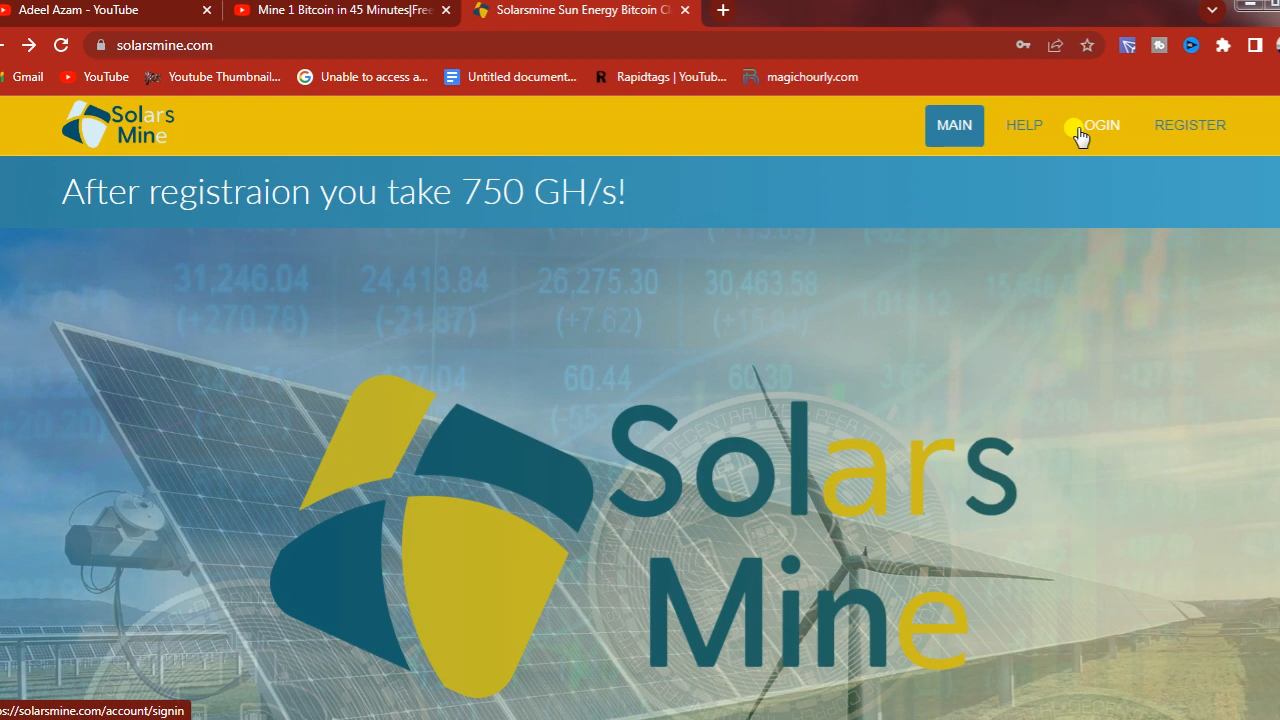 Adeel Azam - YouTube
Mine 1 Bitcoin in 45 Minutes|Free
Solarsmine Sun Energy Bitcoin Cl
solarsmine.com
Gmail
YouTube
Youtube Thumbnail...
Unable to access a...
Untitled document...
Rapidtags | YouTub...
magichourly.com
Solars
Mine
MAIN
HELP
OGIN
REGISTER
After registraion you take 750 GH/s!
31,246.04
24,413.84
26,275.30
30,463.58
(+270.78)
(-21.87)
(+7.62)
60.44
60.30
Solars
Mine
ps://solarsmine.com/account/signin